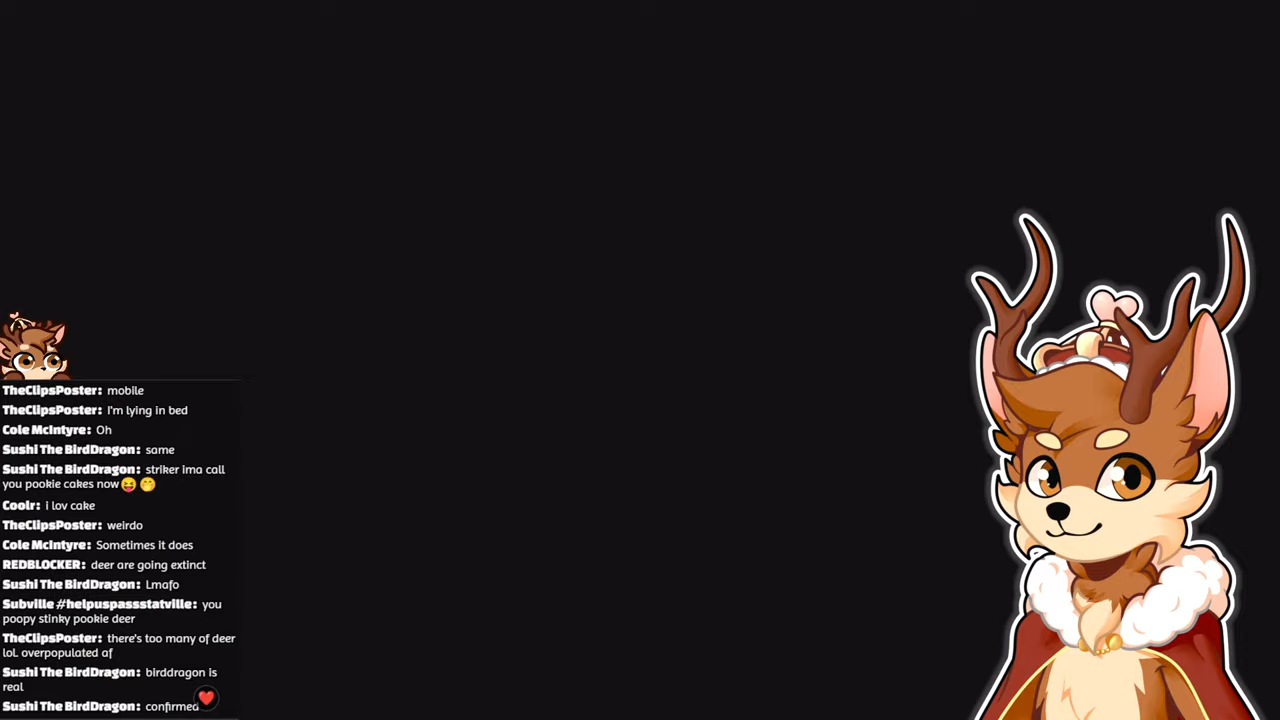 TheClipsPoster: mobile
TheClipsPoster: I'm lying in bed
Cole McIntyre: Oh
Sushi The BirdDragon: same
Sushi The BirdDragon: striker ima call
you pookie cakes now😝 🤭
Coolr: i lov cake
TheClipsPoster: weirdo
Cole McIntyre: Sometimes it does
REDBLOCKER: deer are going extinct
Sushi The BirdDragon: Lmafo
Subville #helpuspassstatville: you
poopy stinky pookie deer
TheClipsPoster: there's too many of deer
lol. overpopulated af
Sushi The BirdDragon: birddragon is
real
Sushi The BirdDragon: confirmed